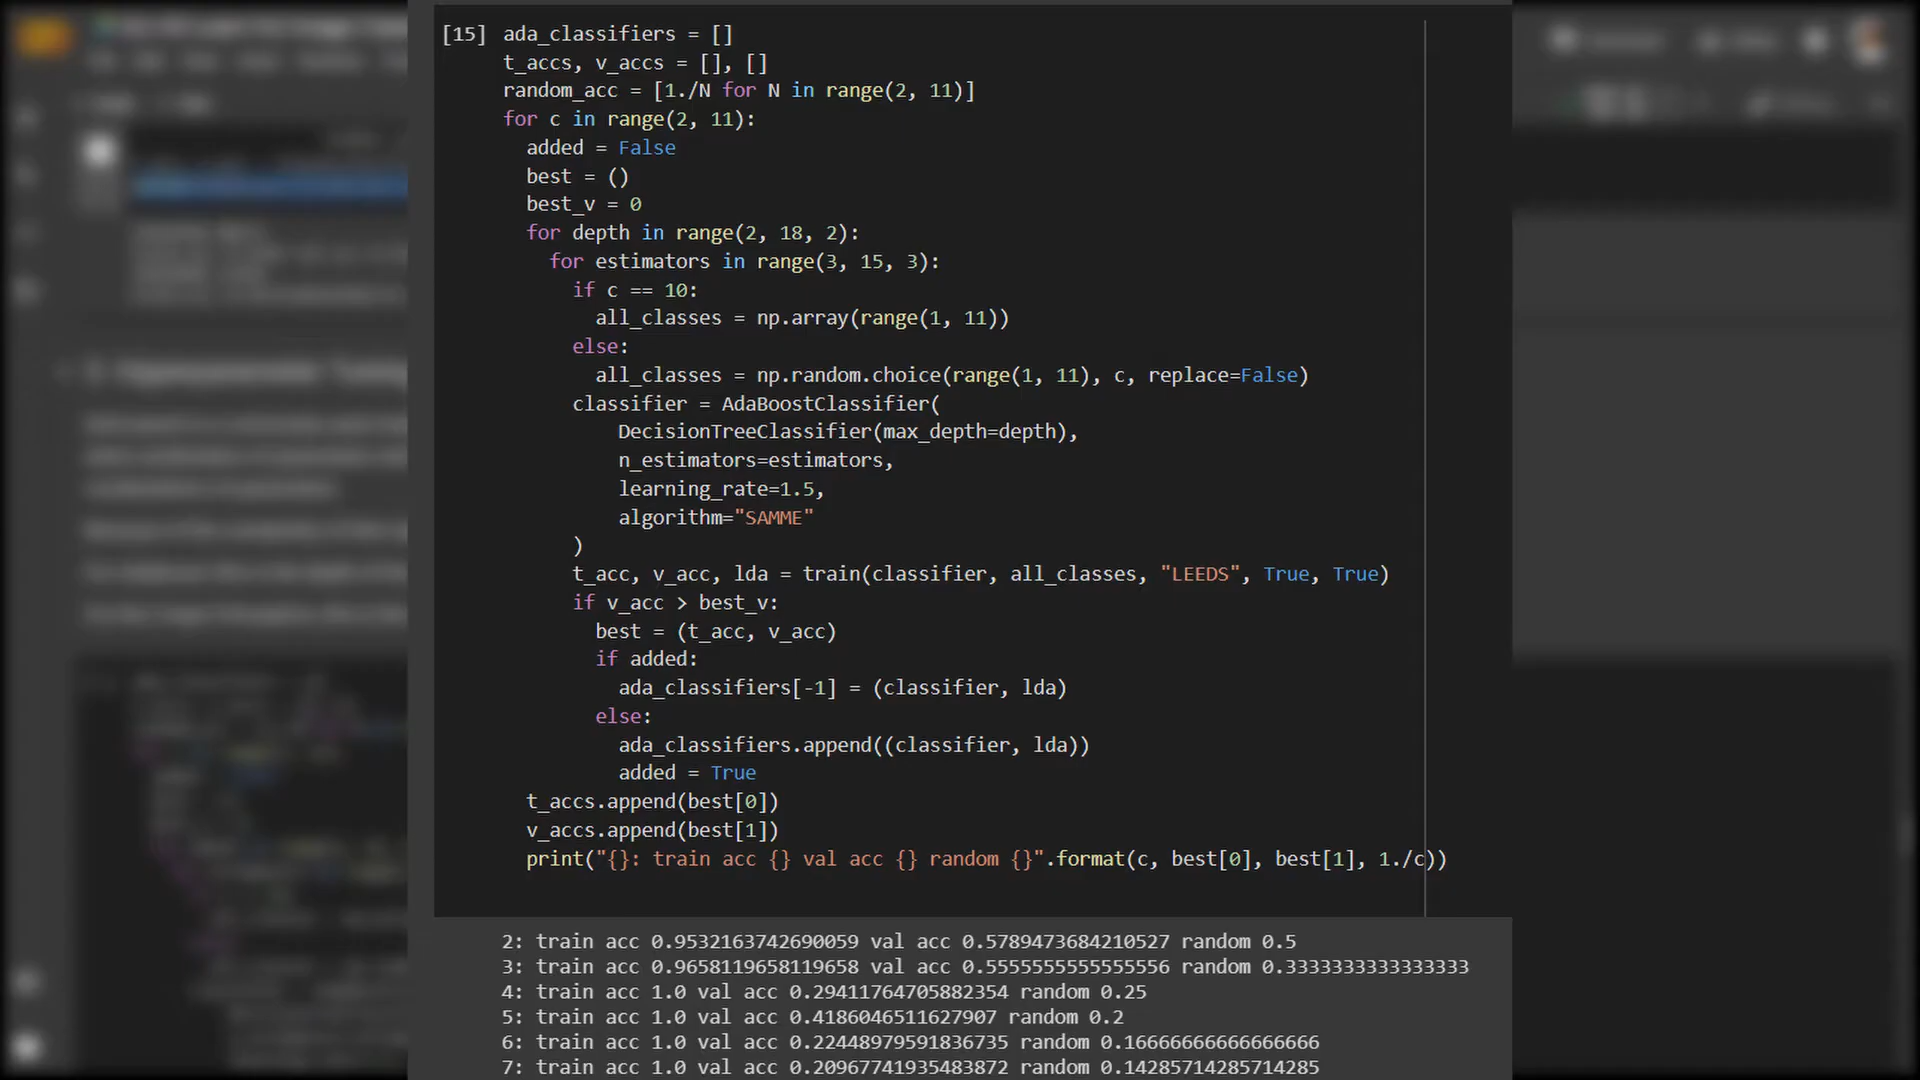 [15] ada_classifiers = []
t_accs, v_accs = [], []
random_acc = [1./N for N in range(2, 11)]
for c in range(2, 11):
added = False
best = ()
best_v = 0
for depth in range(2, 18, 2):
for estimators in range(3, 15, 3):
if c == 10:
all_classes = np.array(range(1, 11))
else:
all_classes = np.random.choice(range(1, 11), c, replace=False)
classifier = AdaBoostClassifier(
DecisionTreeClassifier(max_depth=depth),
n_estimators=estimators,
learning_rate=1.5,
algorithm="SAMME"
)
t_acc, v_acc, lda = train(classifier, all_classes, "LEEDS", True, True)
if v_acc > best_v:
best = (t_acc, v_acc)
if added:
ada_classifiers[-1] = (classifier, lda)
else:
ada_classifiers.append((classifier, lda))
added = True
t_accs.append(best[0])
v_accs.append(best[1])
print("{}: train acc {} val acc {} random {}".format(c, best[0], best[1], 1./c))
2: train acc 0.9532163742690059 val acc 0.5789473684210527 random 0.5
3: train acc 0.9658119658119658 val acc 0.5555555555555556 random 0.3333333333333333
4: train acc 1.0 val acc 0.29411764705882354 random 0.25
5: train acc 1.0 val acc 0.4186046511627907 random 0.2
6: train acc 1.0 val acc 0.22448979591836735 random 0.16666666666666666
7: train acc 1.0 val acc 0.20967741935483872 random 0.14285714285714285